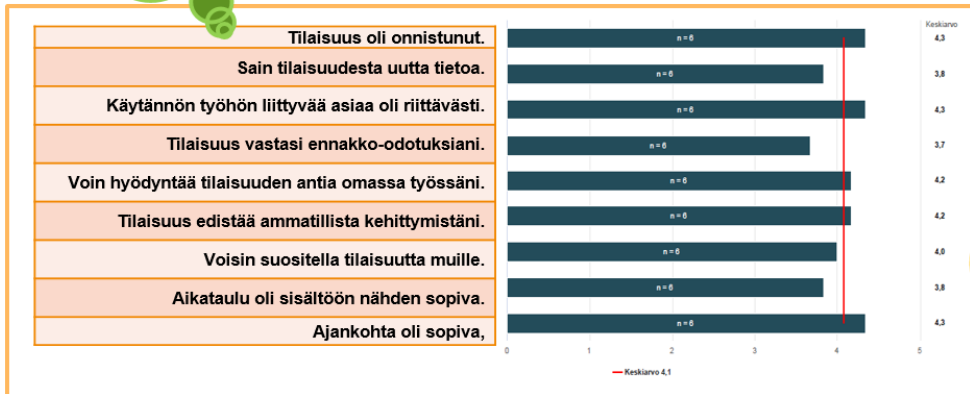 Keskiarvo
Tilaisuus oli onnistunut. n = 6 4,3
Sain tilaisuudesta uutta tietoa. n = 6 3,8
Käytännön työhön liittyvää asiaa oli riittävästi. n = 6 4,3
Tilaisuus vastasi ennakko-odotuksiani. n = 6 3,7
Voin hyödyntää tilaisuuden antia omassa työssäni. n = 6 4,2
Tilaisuus edistää ammatillista kehittymistäni. n = 6 4,2
Voisin suositella tilaisuutta muille. n = 6 4,0
Aikataulu oli sisältöön nähden sopiva. n = 6 3,8
Ajankohta oli sopiva, n = 6 4,3
0 1 2 3 4 5
Keskiarvo 4,1